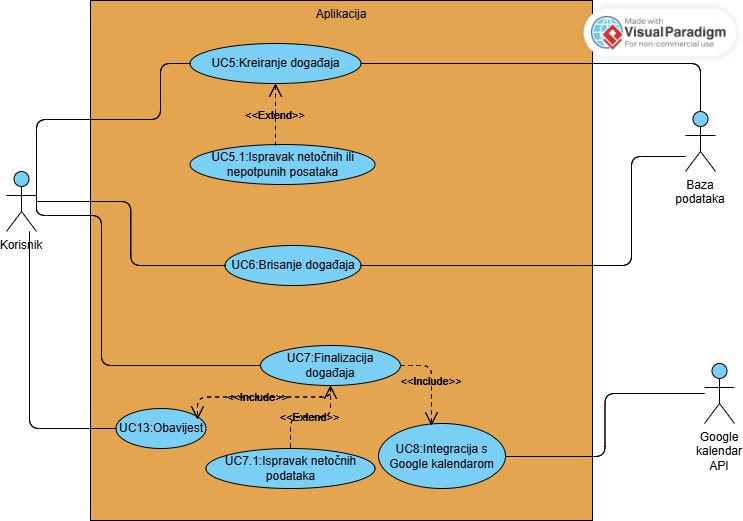 Aplikacija
Made with
VisualParadigm
For non-commercial use
UC5:Kreiranje događaja
<<Extend>>
UC5.1:Ispravak netočnih ili
nepotpunih posataka
Baza
podataka
Korisnik
UC6:Brisanje događaja
UC7:Finalizacija
događaja
<<Include>>
<<Include>>
<<Extend>>
UC13:Obavijest
UC7.1:Ispravak netočnih
podataka
UC8:Integracija s
Google kalendarom
Google
kalendar
API